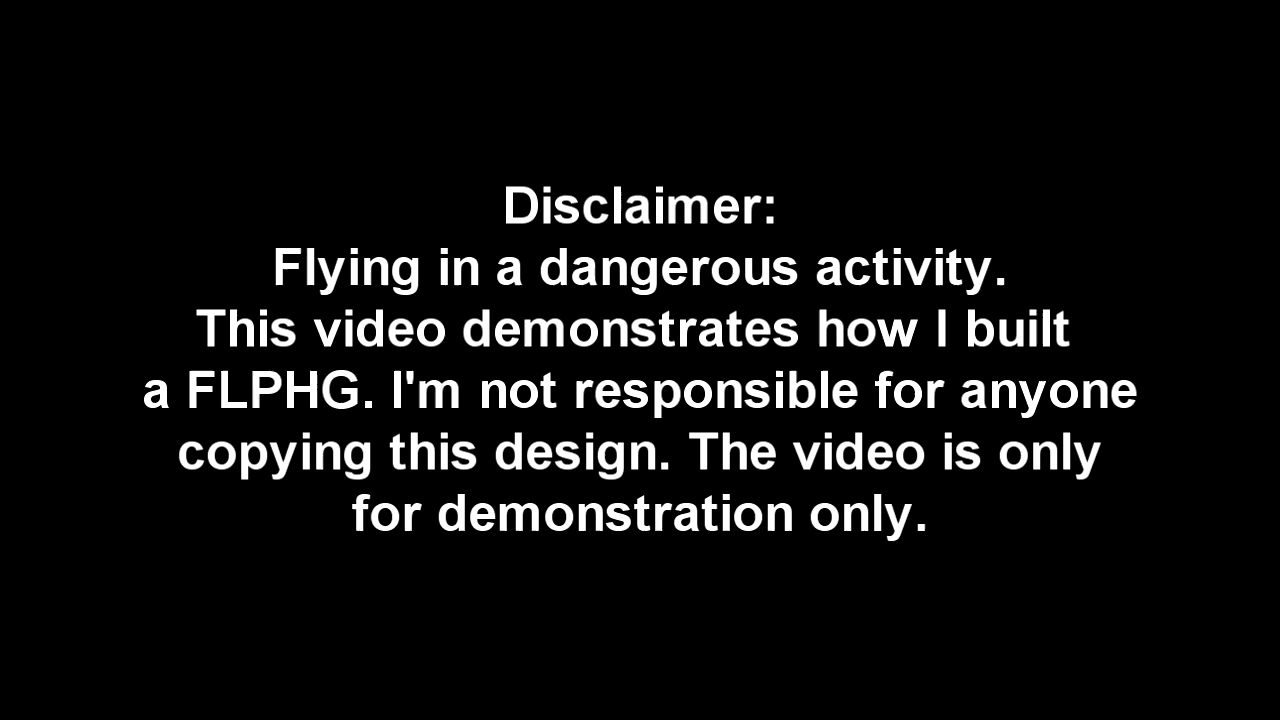 Disclaimer:
Flying in a dangerous activity.
This video demonstrates how I built
a FLPHG. I'm not responsible for anyone
copying this design. The video is only
for demonstration only.